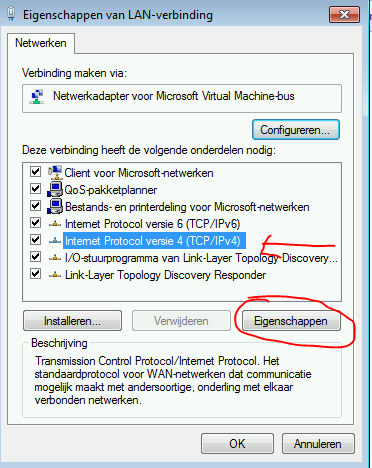 Eigenschappen van LAN-verbinding
Netwerken
Verbinding maken via:
Netwerkadapter voor Microsoft Virtual Machine-bus
Configureren...
Deze verbinding heeft de volgende onderdelen nodig:
Client voor Microsoft-netwerken
QoS-pakketplanner
Bestands- en printerdeling voor Microsoft-netwerken
Internet Protocol versie 6 (TCP/IPv6)
Internet Protocol versie 4 (TCP/IPv4)
I/O-stuurprogramma van Link-Layer Topology Discovery...
Link-Layer Topology Discovery Responder
Installeren... Verwijderen Eigenschappen
Beschrijving
Transmission Control Protocol/Internet Protocol. Het
standaardprotocol voor WAN-netwerken dat communicatie
mogelijk maakt met andersoortige, onderling met elkaar
verbonden netwerken.
OK Annuleren